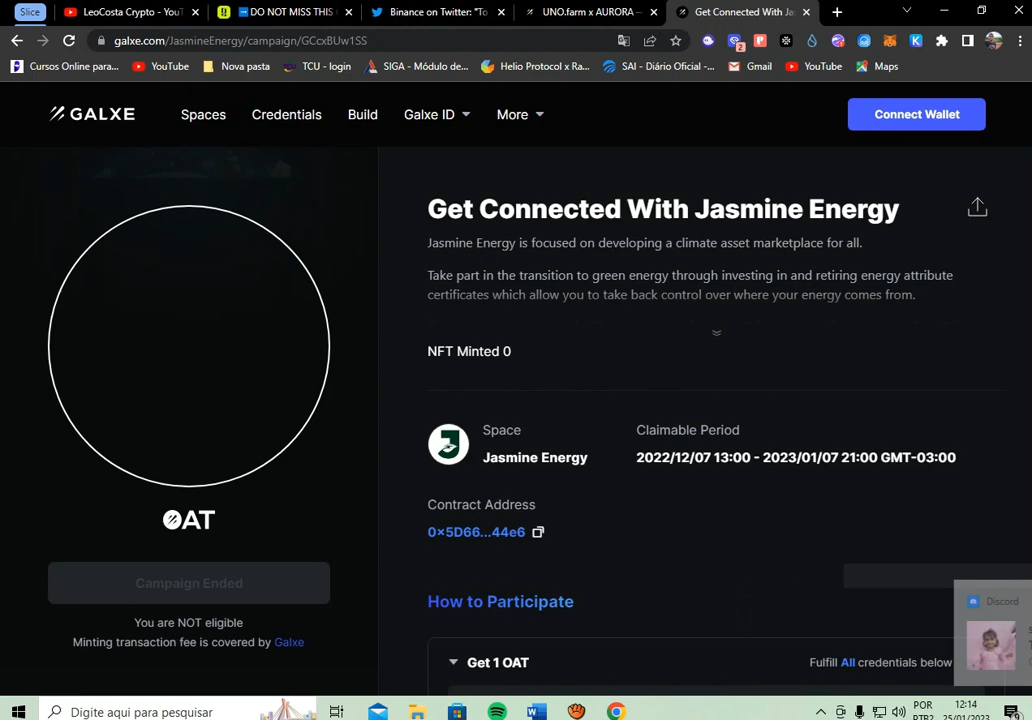 Slice
LeoCosta Crypto - YouT
DO NOT MISS THIS
Binance on Twitter: "To
UNO.farm x AURORA –
Get Connected With Ja
galxe.com/JasmineEnergy/campaign/GCcxBUw1SS
2
Cursos Online para...
YouTube
Nova pasta
TCU - login
SIGA - Módulo de...
Helio Protocol x Ra...
SAI - Diário Oficial -...
Gmail
YouTube
Maps
GALXE
Spaces
Credentials
Build
Galxe ID
More
Connect Wallet
Get Connected With Jasmine Energy
Jasmine Energy is focused on developing a climate asset marketplace for all.
Take part in the transition to green energy through investing in and retiring energy attribute
certificates which allow you to take back control over where your energy comes from.
NFT Minted 0
Space
Jasmine Energy
Claimable Period
2022/12/07 13:00 - 2023/01/07 21:00 GMT-03:00
Contract Address
0×5D66...44e6
OAT
Campaign Ended
You are NOT eligible
Minting transaction fee is covered by Galxe
How to Participate
Get 1 OAT
Fulfill All credentials below
Discord
Digite aqui para pesquisar
POR
PTB2
12:14
25/01/2023